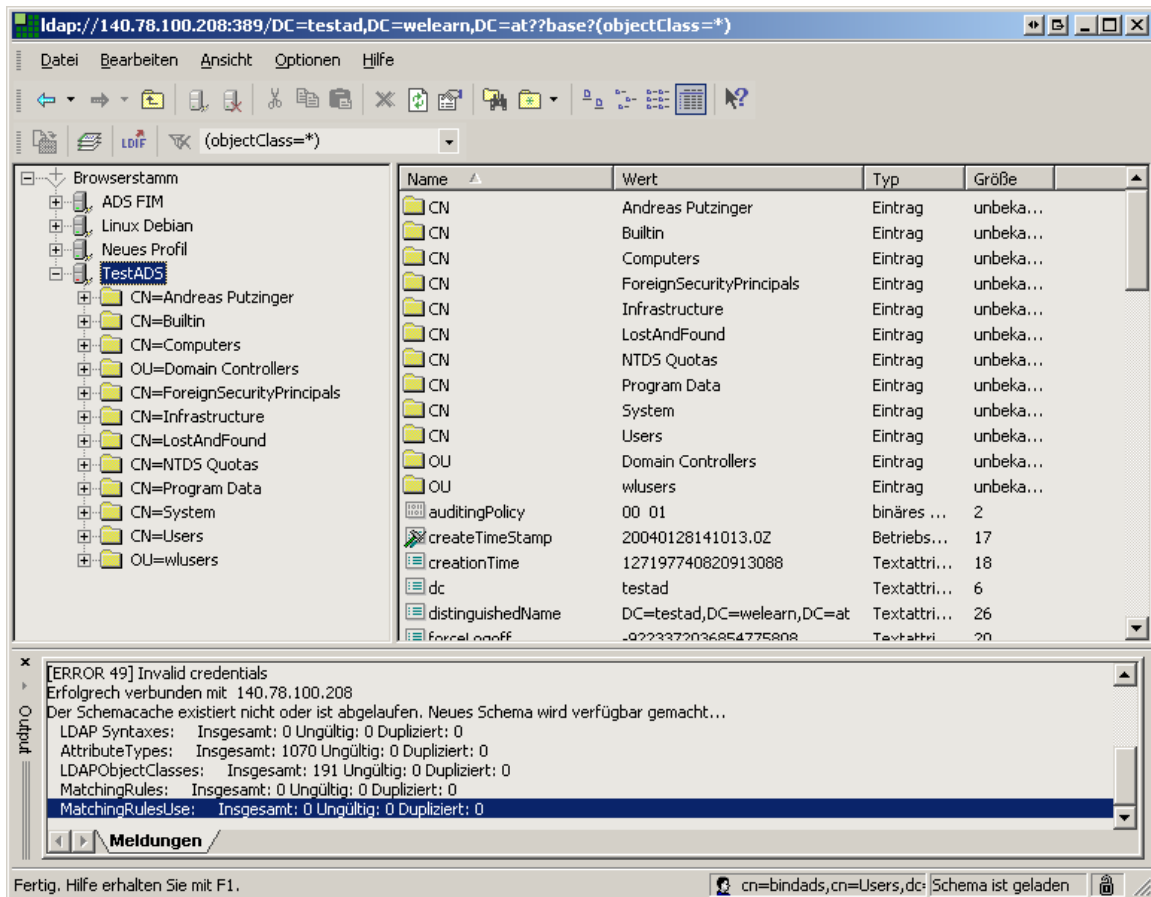 ldap://140.78.100.208:389/DC=testad,DC=welearn,DC=at??base?(objectClass=*)
Datei Bearbeiten Ansicht Optionen Hilfe
LDIF (objectClass=*)
Browserstamm
ADS FIM
Linux Debian
Neues Profil
TestADS
CN=Andreas Putzinger
CN=Builtin
CN=Computers
OU=Domain Controllers
CN=ForeignSecurityPrincipals
CN=Infrastructure
CN=LostAndFound
CN=NTDS Quotas
CN=Program Data
CN=System
CN=Users
OU=wlusers
Name Wert Typ Größe
CN Andreas Putzinger Eintrag unbeka...
CN Builtin Eintrag unbeka...
CN Computers Eintrag unbeka...
CN ForeignSecurityPrincipals Eintrag unbeka...
CN Infrastructure Eintrag unbeka...
CN LostAndFound Eintrag unbeka...
CN NTDS Quotas Eintrag unbeka...
CN Program Data Eintrag unbeka...
CN System Eintrag unbeka...
CN Users Eintrag unbeka...
OU Domain Controllers Eintrag unbeka...
OU wlusers Eintrag unbeka...
auditingPolicy 00 01 binäres ... 2
createTimeStamp 20040128141013.0Z Betriebs... 17
creationTime 127197740820913088 Textattri... 18
dc testad Textattri... 6
distinguishedName DC=testad,DC=welearn,DC=at Textattri... 26
forceLogoff -9223372036854775808 Textattri... 20
Output
[ERROR 49] Invalid credentials
Erfolgrech verbunden mit 140.78.100.208
Der Schemacache existiert nicht oder ist abgelaufen. Neues Schema wird verfügbar gemacht...
LDAP Syntaxes: Insgesamt: 0 Ungültig: 0 Dupliziert: 0
AttributeTypes: Insgesamt: 1070 Ungültig: 0 Dupliziert: 0
LDAPObjectClasses: Insgesamt: 191 Ungültig: 0 Dupliziert: 0
MatchingRules: Insgesamt: 0 Ungültig: 0 Dupliziert: 0
MatchingRulesUse: Insgesamt: 0 Ungültig: 0 Dupliziert: 0
Meldungen
Fertig. Hilfe erhalten Sie mit F1.
cn=bindads,cn=Users,dc= Schema ist geladen